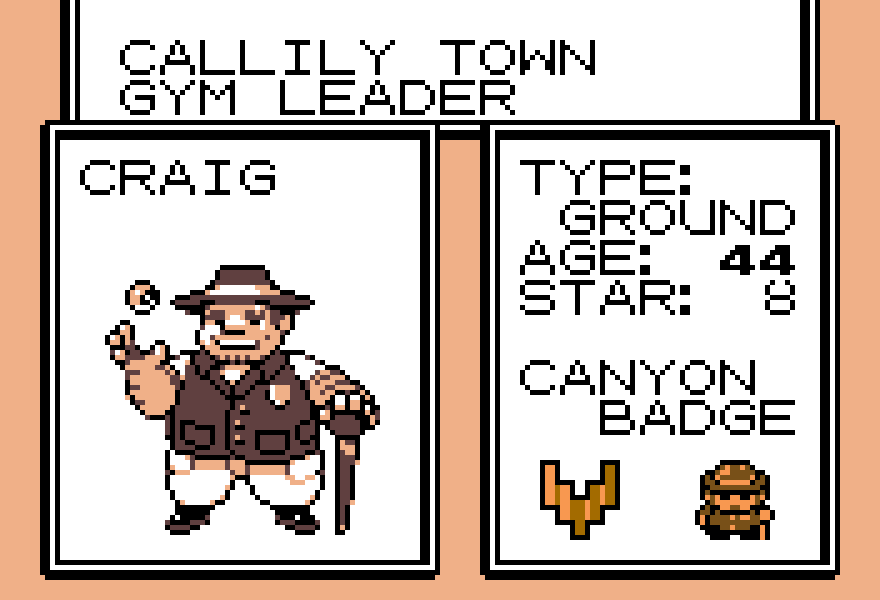 CALLILY TOWN
GYM LEADER
CRAIG
TYPE:
GROUND
AGE: 44
STAR: 8
CANYON
BADGE